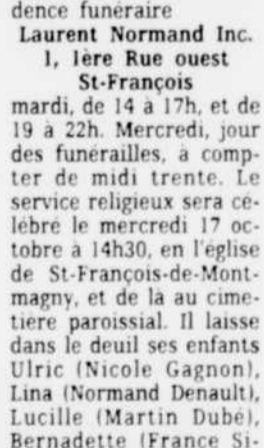 dence funéraire
Laurent Normand Inc.
1, 1ère Rue ouest
St-François
mardi, de 14 à 17h, et de
19 à 22h. Mercredi, jour
des funérailles, à comp-
ter de midi trente. Le
service religieux sera cé-
lébré le mercredi 17 oc-
tobre à 14h30, en l'église
de St-François-de-Mont-
magny, et de là au cime-
tière paroissial. Il laisse
dans le deuil ses enfants
Ulric (Nicole Gagnon),
Lina (Normand Denault),
Lucille (Martin Dubé),
Bernadette (France Si-